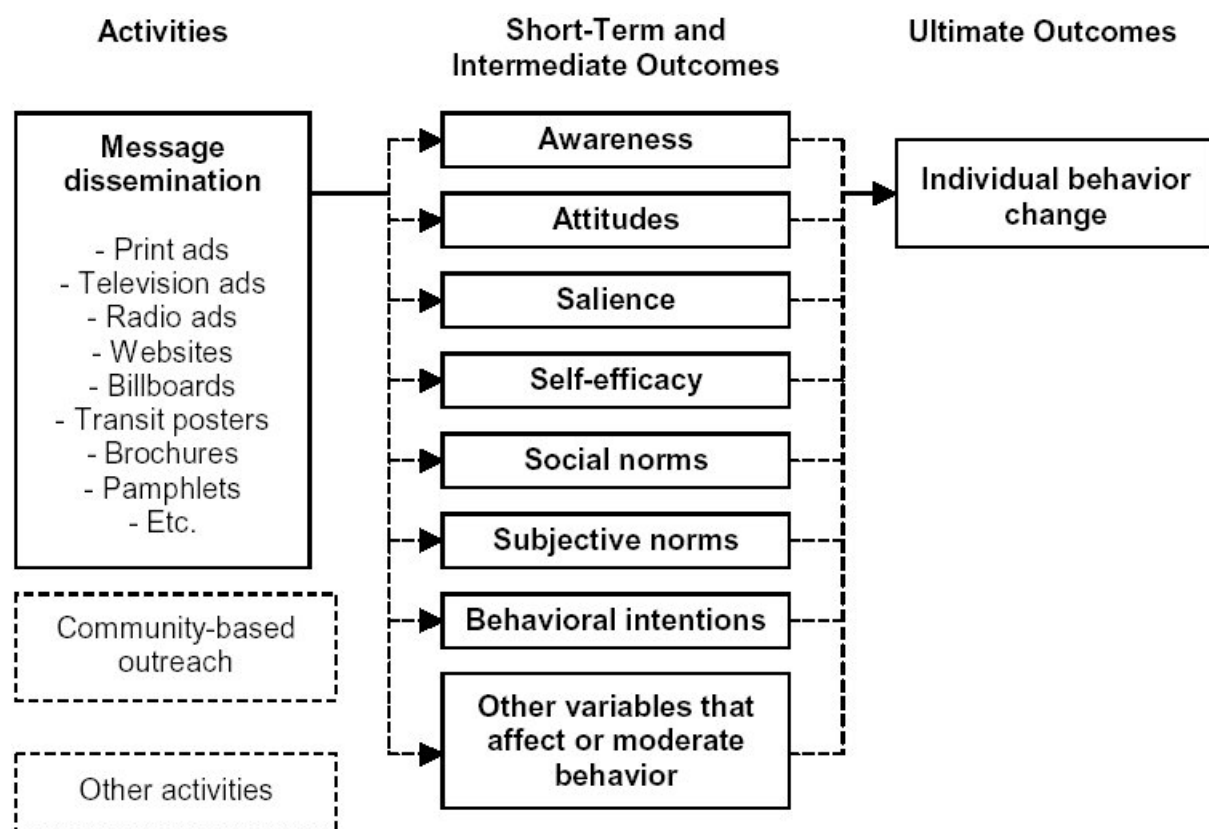 Activities
Short-Term and
Intermediate Outcomes
Ultimate Outcomes
Message
dissemination
- Print ads
- Television ads
- Radio ads
- Websites
- Billboards
- Transit posters
- Brochures
- Pamphlets
- Etc.
Community-based
outreach
Other activities
Awareness
Attitudes
Salience
Self-efficacy
Social norms
Subjective norms
Behavioral intentions
Other variables that
affect or moderate
behavior
Individual behavior
change